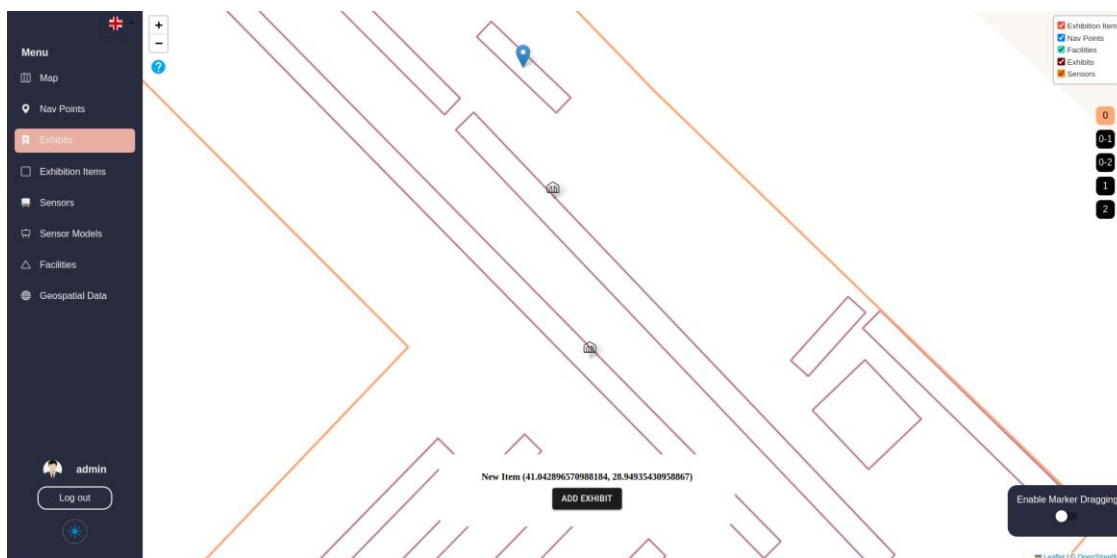 Menu
Map
Nav Points
Exhibits
Exhibition Items
Sensors
Sensor Models
Facilities
Geospatial Data
admin
Log out
+
−
?
New Item (41.042896570988184, 28.94935430958867)
ADD EXHIBIT
Exhibition Item
Nav Points
Facilities
Exhibits
Sensors
0
0-1
0-2
1
2
Enable Marker Dragging
Leaflet | © OpenStreetM